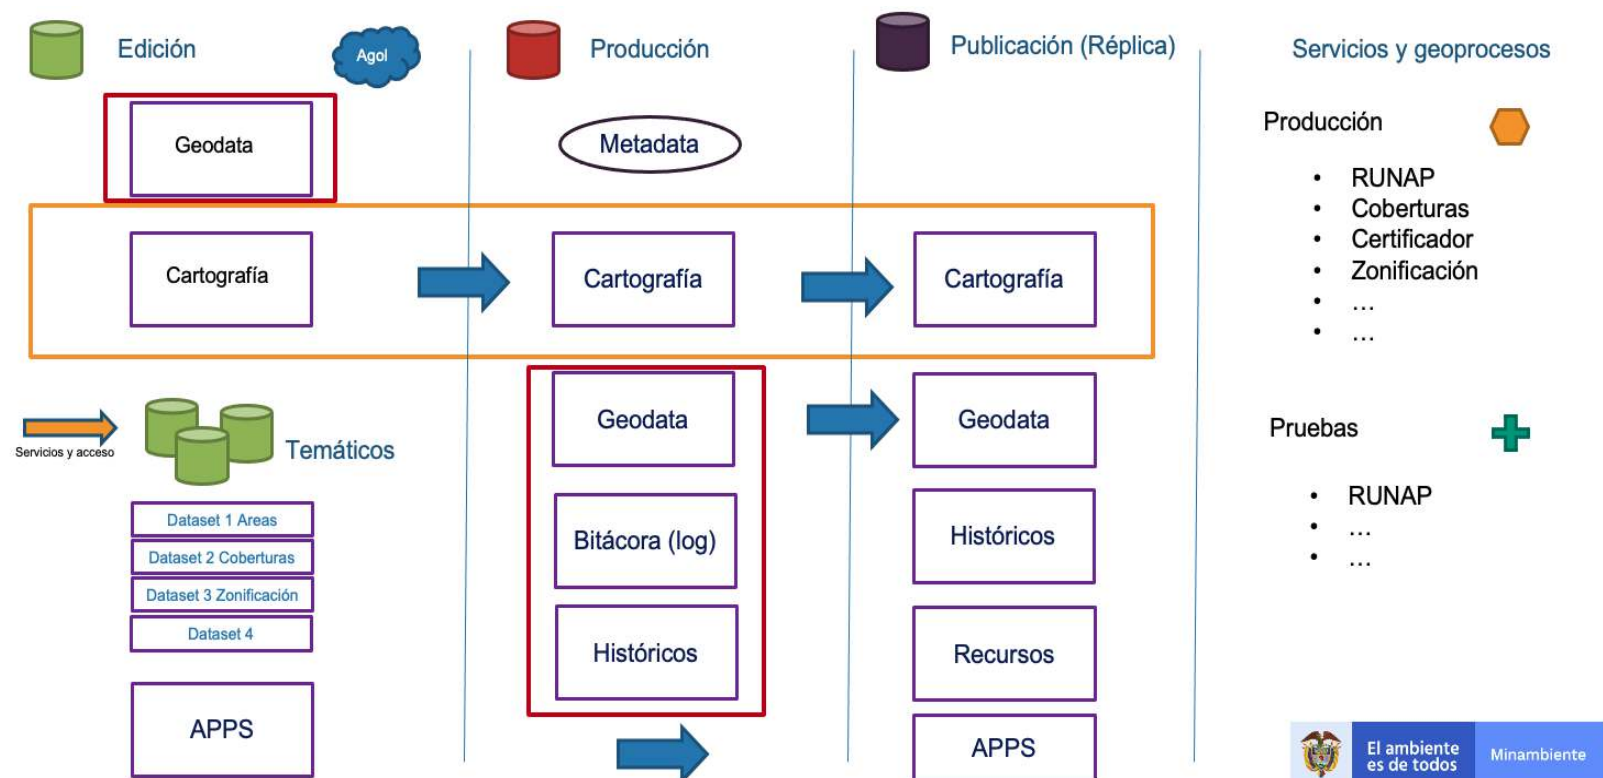 Edición
Agol
Geodata
Cartografía
Servicios y acceso
Temáticos
Dataset 1 Areas
Dataset 2 Coberturas
Dataset 3 Zonificación
Dataset 4
APPS
Producción
Metadata
Cartografía
Geodata
Bitácora (log)
Históricos
Publicación (Réplica)
Cartografía
Geodata
Históricos
Recursos
APPS
Servicios y geoprocesos
Producción
• RUNAP
• Coberturas
• Certificador
• Zonificación
• ...
• ...
Pruebas
• RUNAP
• ...
• ...
El ambiente
es de todos
Minambiente